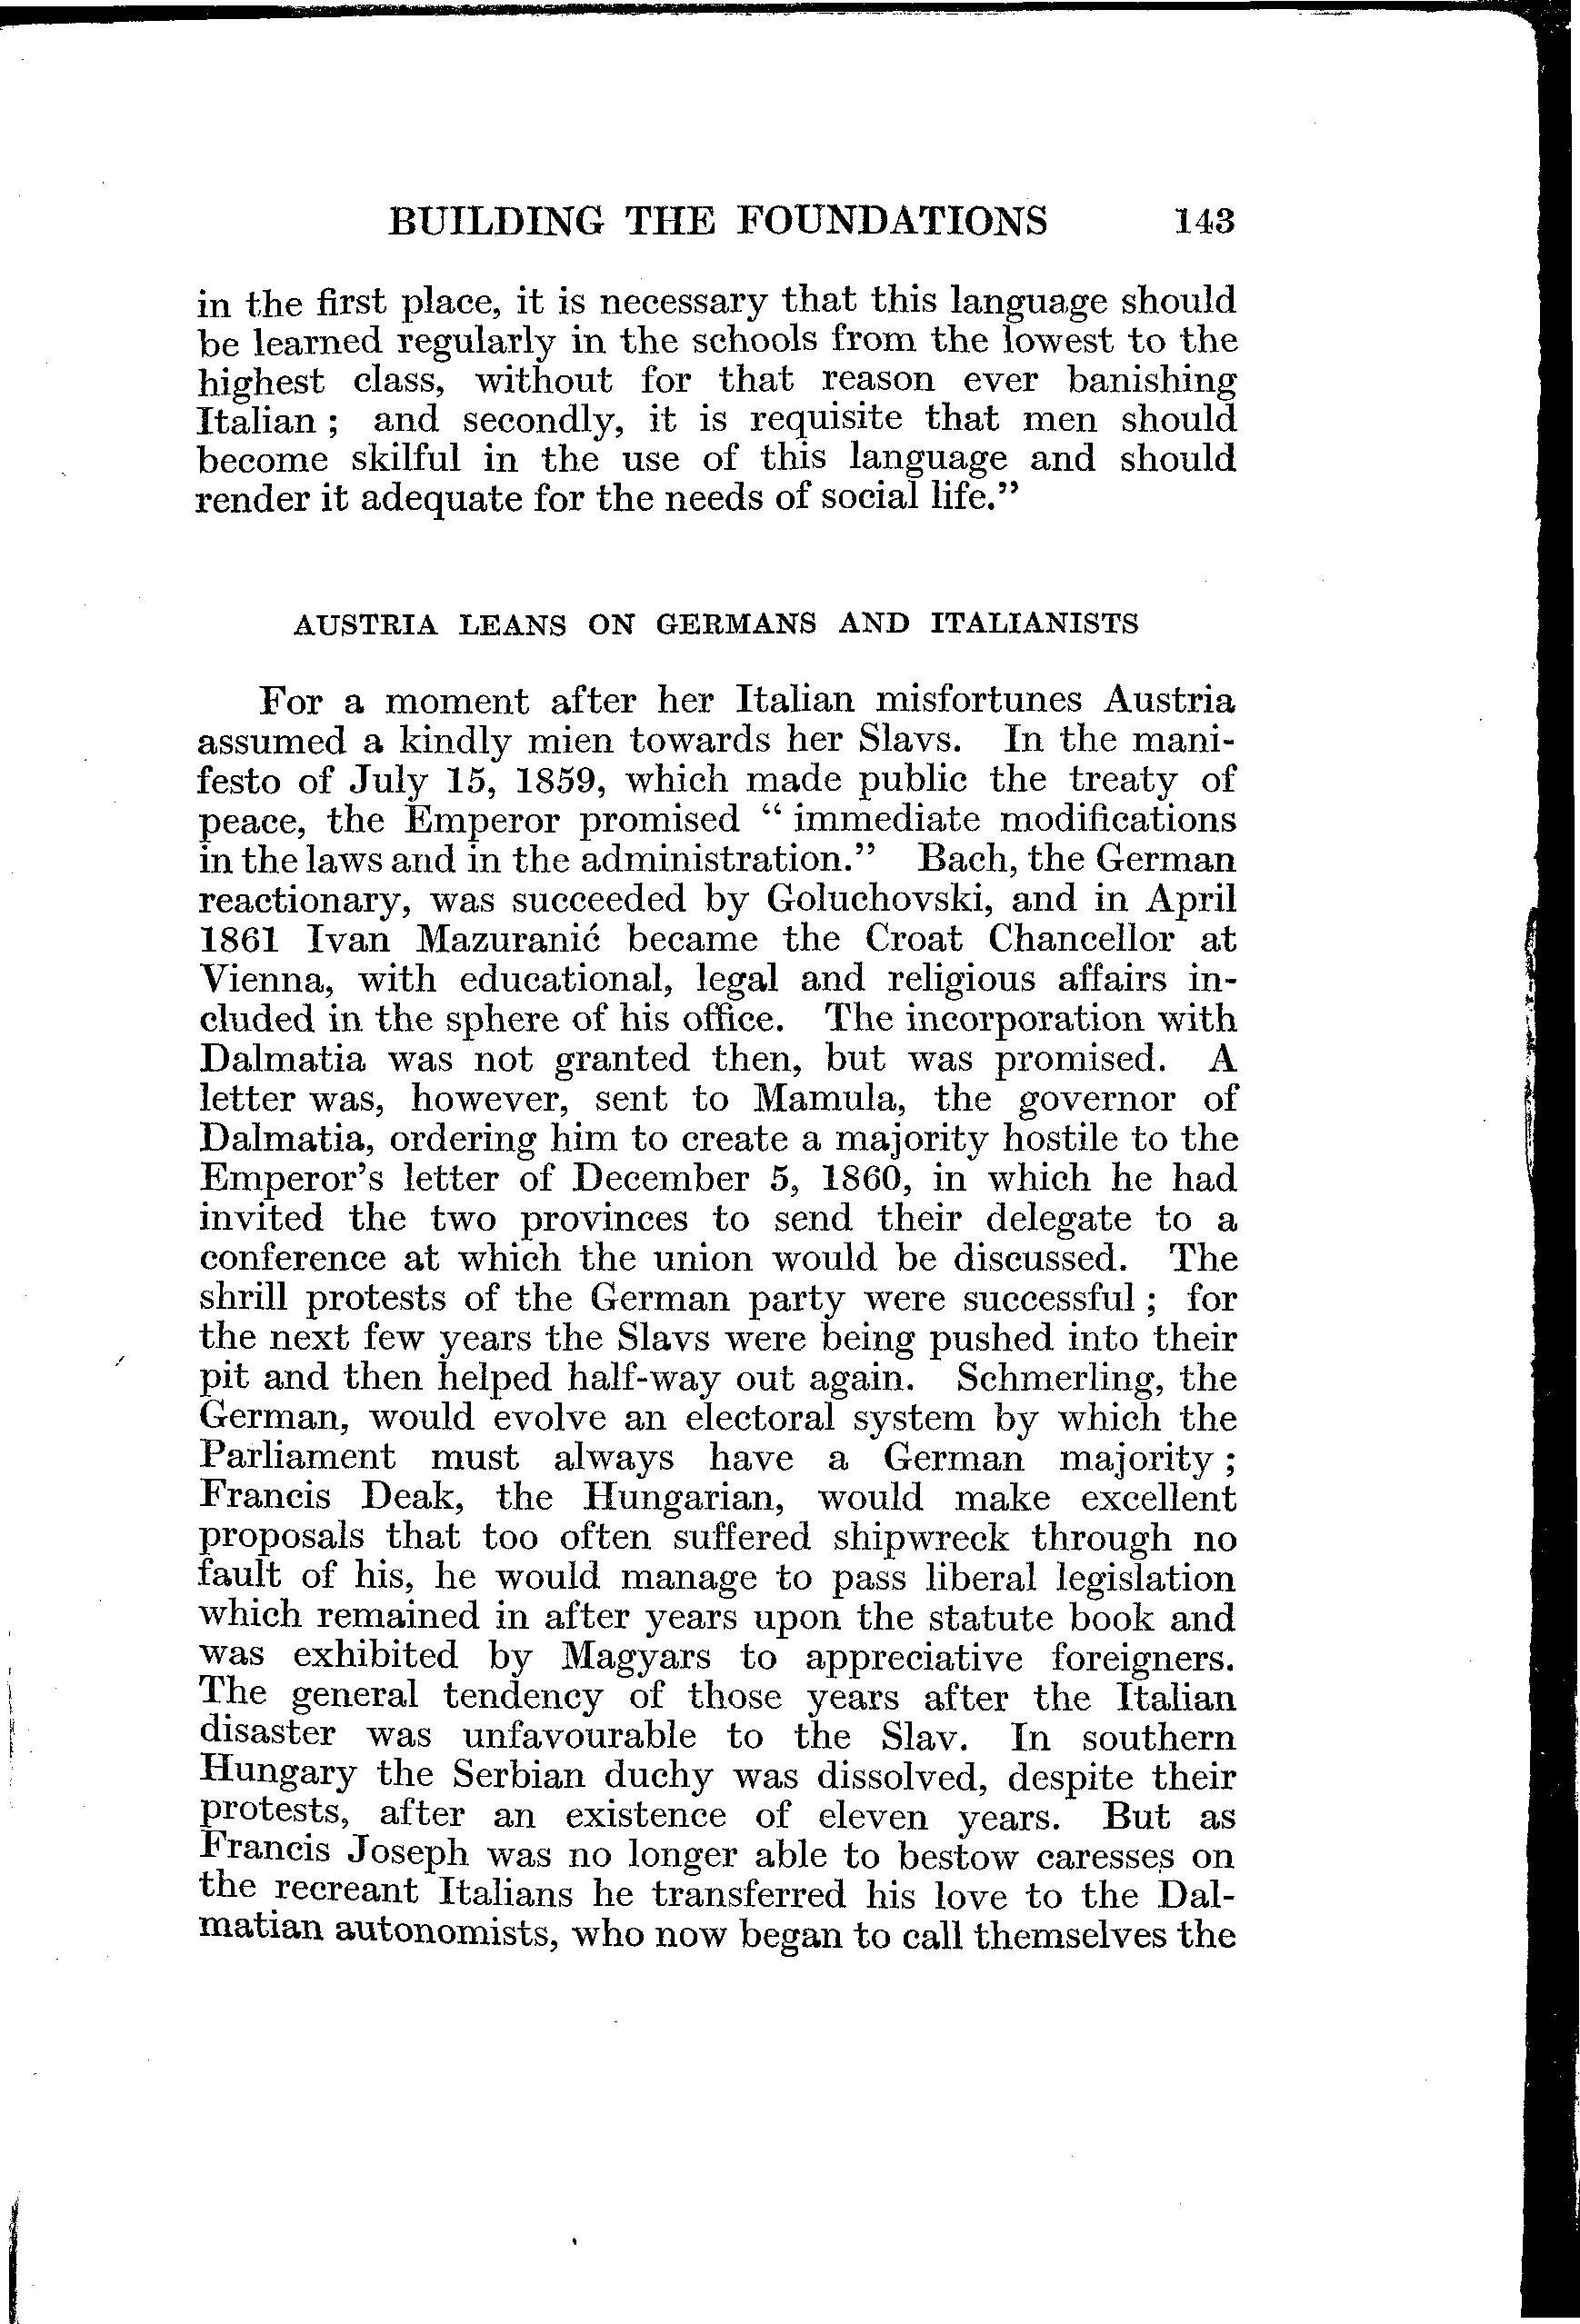 BUILDING THE FOUNDATIONS 143
in the first place, it is necessary that this language should
be learned regularly in the schools from the lowest to the
highest class, without for that reason ever banishing
Italian ; and secondly, it is requisite that men should
become skilful in the use of this language and should
render it adequate for the needs of social life.”
AUSTRIA LEANS ON GERMANS AND ITALIANISTS
For a moment after her Italian misfortunes Austria
assumed a kindly mien towards her Slavs. In the mani-
festo of July 15, 1859, which made public the treaty of
peace, the Emperor promised “ immediate modifications
in the laws and in the administration.” Bach, the German
reactionary, was succeeded by Goluchovski, and in April
1861 Ivan Mazuranić became the Croat Chancellor at
Vienna, with educational, legal and religious affairs in-
cluded in the sphere of his office. The incorporation with
Dalmatia was not granted then, but was promised. A
letter was, however, sent to Mamula, the governor of
Dalmatia, ordering him to create a majority hostile to the
Emperor’s letter of December 5, 1860, in which he had
invited the two provinces to send their delegate to a
conference at which the union would be discussed. The
shrill protests of the German party were successful ; for
the next few years the Slavs were being pushed into their
pit and then helped half-way out again. Schmerling, the
German, would evolve an electoral system by which the
Parliament must always have a German majority ;
Francis Deak, the Hungarian, would make excellent
proposals that too often suffered shipwreck through no
fault of his, he would manage to pass liberal legislation
which remained in after years upon the statute book and
was exhibited by Magyars to appreciative foreigners.
The general tendency of those years after the Italian
disaster was unfavourable to the Slav. In southern
Hungary the Serbian duchy was dissolved, despite their
protests, after an existence of eleven years. But as
Francis Joseph was no longer able to bestow caresses on
the recreant Italians he transferred his love to the Dal-
matian autonomists, who now began to call themselves the